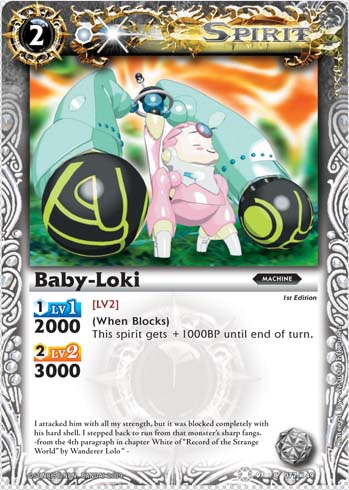 2
SPIRIT
Baby-Loki
MACHINE
1st Edition
1 LV1
2000
2 LV2
3000
[LV2]
(When Blocks)
This spirit gets +1000BP until end of turn.
I attacked him with all my strength, but it was blocked completely with
his hard shell. I stepped back to run from that monster's sharp fangs.
-from the 4th paragraph in chapter White of "Record of the Strange
World" by Wanderer Lolo" -